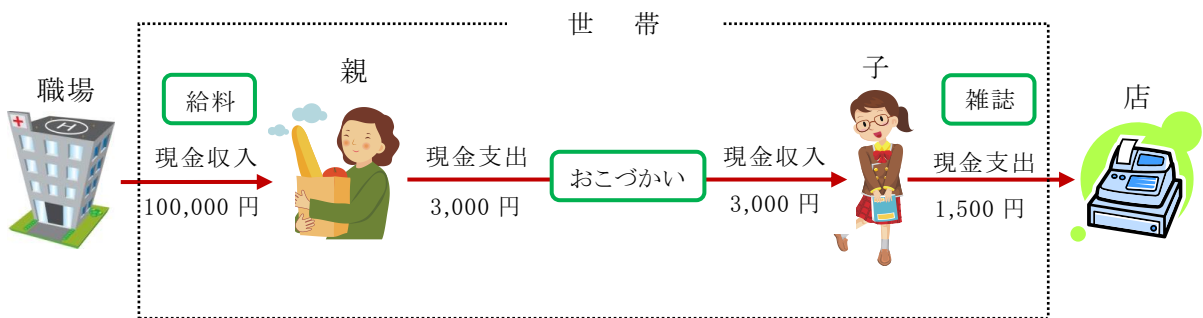 世 帯
職場
給料
親
子
雑誌
店
現金収入
100,000 円
現金支出
3,000 円
おこづかい
現金収入
3,000 円
現金支出
1,500 円
H